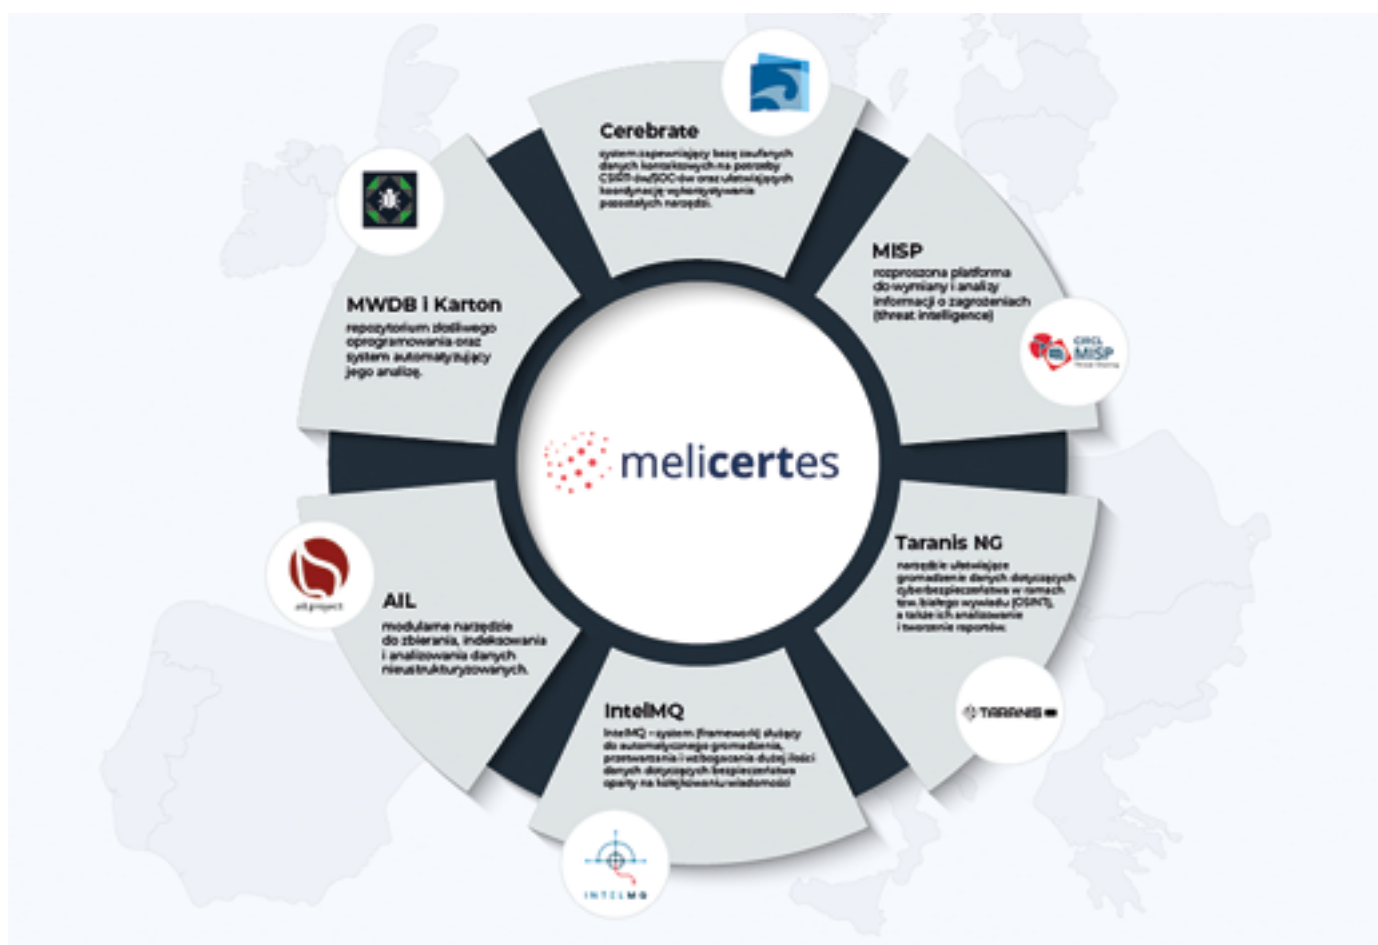 Cerebrate
system zapewniający bazę zaufanych
danych kontaktowych na potrzeby
CSIRT-ów/SOC-ów oraz ułatwiających
koordynację wykorzystywania
pozostałych narzędzi.
MISP
rozproszona platforma
do wymiany i analizy
informacji o zagrożeniach
(threat intelligence)
CIRCL
MISP
Threat Sharing
MWDB i Karton
repozytorium złośliwego
oprogramowania oraz
system automatyzujący
jego analizę.
melicertes
Taranis NG
narzędzie ułatwiające
gromadzenie danych dotyczących
cyberbezpieczeństwa w ramach
tzw. białego wywiadu (OSINT),
a także ich analizowanie
i tworzenie raportów.
TARANIS
ail project
AIL
modularne narzędzie
do zbierania, indeksowania
i analizowania danych
nieustrukturyzowanych.
IntelMQ
IntelMQ – system (framework) służący
do automatycznego gromadzenia,
przetwarzania i wzbogacania dużej ilości
danych dotyczących bezpieczeństwa
oparty na kolejkowaniu wiadomości
INTELMQ